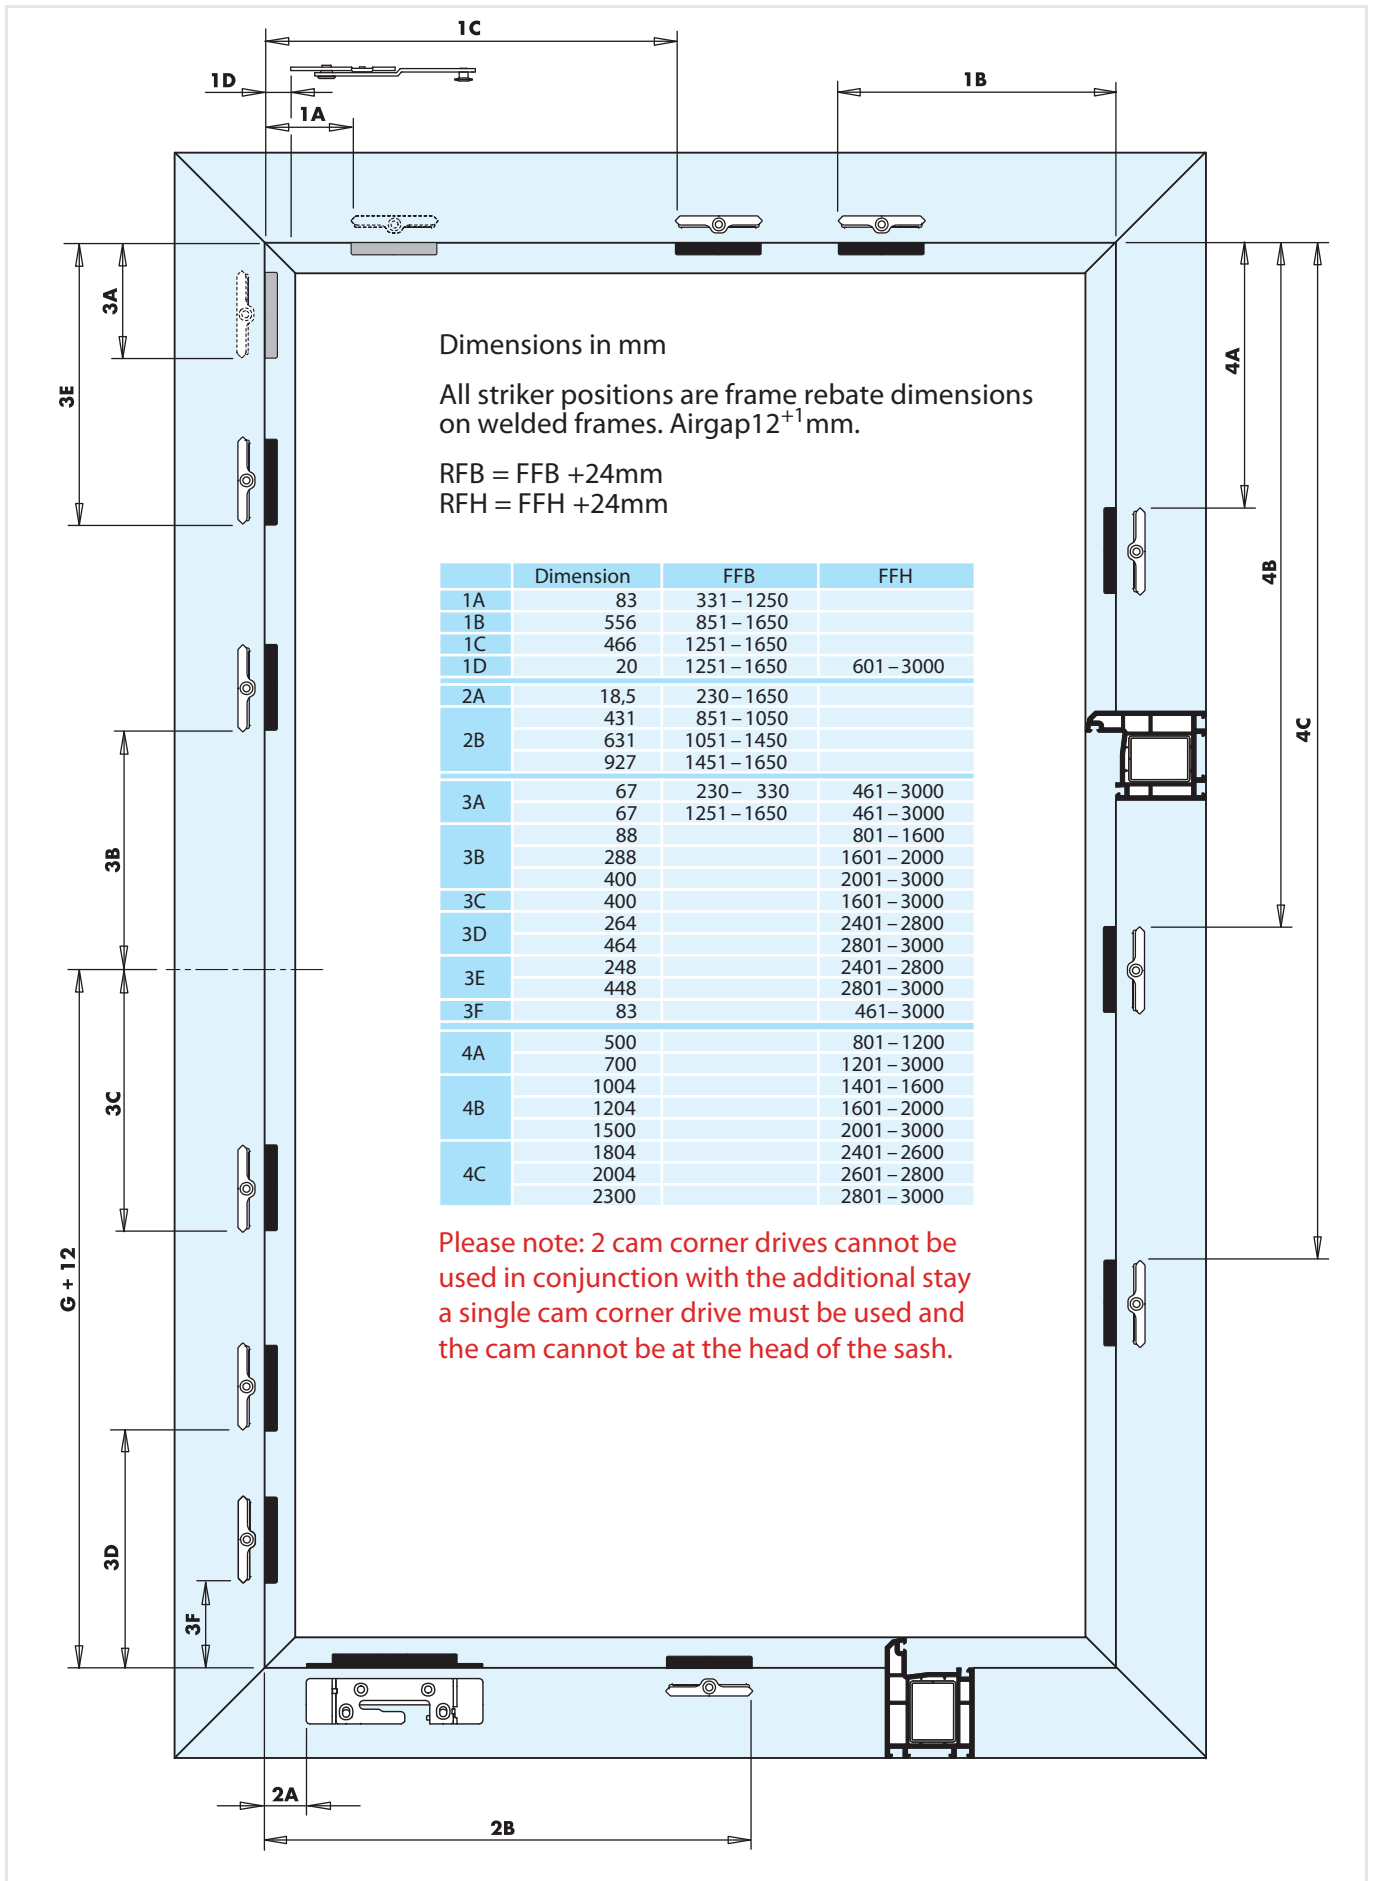 1C
1D
1B
1A
3A
3E
4A
4B
4C
Dimensions in mm
All striker positions are frame rebate dimensions
on welded frames. Airgap12+1mm.
RFB = FFB +24mm
RFH = FFH +24mm
Dimension FFB FFH
1A 83 331–1250
1B 556 851–1650
1C 466 1251–1650
1D 20 1251–1650 601–3000
2A 18,5 230–1650
2B 431 851–1050
631 1051–1450
927 1451–1650
3A 67 230– 330 461–3000
67 1251–1650 461–3000
3B 88 801–1600
288 1601–2000
400 2001–3000
3C 400 1601–3000
3D 264 2401–2800
464 2801–3000
3E 248 2401–2800
448 2801–3000
3F 83 461–3000
4A 500 801–1200
700 1201–3000
4B 1004 1401–1600
1204 1601–2000
1500 2001–3000
4C 1804 2401–2600
2004 2601–2800
2300 2801–3000
Please note: 2 cam corner drives cannot be
used in conjunction with the additional stay
a single cam corner drive must be used and
the cam cannot be at the head of the sash.
3B
3C
G + 12
3D
3F
2A
2B